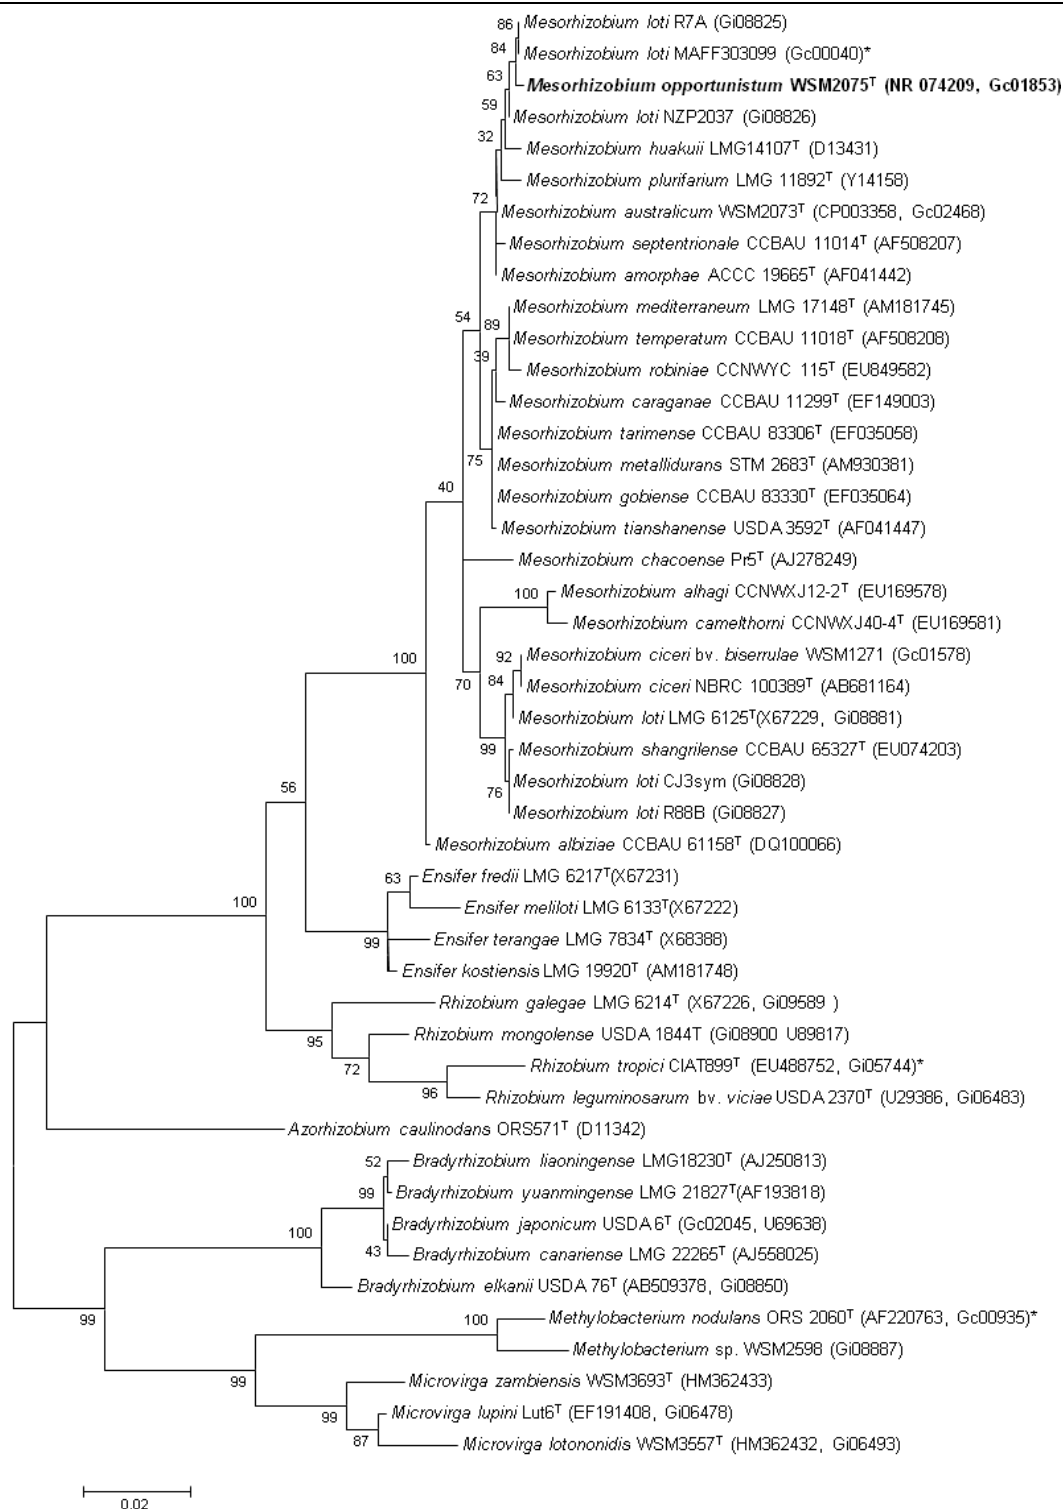 86 Mesorhizobium loti R7A (Gi08825)
84 Mesorhizobium loti MAFF303099 (Gc00040)*
63 Mesorhizobium opportunistum WSM2075ᵀ (NR 074209, Gc01853)
59 Mesorhizobium loti NZP2037 (Gi08826)
32 Mesorhizobium huakuii LMG14107ᵀ (D13431)
Mesorhizobium plurifarium LMG 11892ᵀ (Y14158)
72 Mesorhizobium australicum WSM2073ᵀ (CP003358, Gc02468)
Mesorhizobium septentrionale CCBAU 11014ᵀ (AF508207)
Mesorhizobium amorphae ACCC 19665ᵀ (AF041442)
Mesorhizobium mediterraneum LMG 17148ᵀ (AM181745)
54 89 Mesorhizobium temperatum CCBAU 11018ᵀ (AF508208)
39 Mesorhizobium robiniae CCNWYC 115ᵀ (EU849582)
Mesorhizobium caraganae CCBAU 11299ᵀ (EF149003)
Mesorhizobium tarimense CCBAU 83306ᵀ (EF035058)
75 Mesorhizobium metallidurans STM 2683ᵀ (AM930381)
40 Mesorhizobium gobiense CCBAU 83330ᵀ (EF035064)
Mesorhizobium tianshanense USDA 3592ᵀ (AF041447)
Mesorhizobium chacoense Pr5ᵀ (AJ278249)
100 Mesorhizobium alhagi CCNWXJ12-2ᵀ (EU169578)
Mesorhizobium camelthorni CCNWXJ40-4ᵀ (EU169581)
100 92 Mesorhizobium ciceri bv. biserrulae WSM1271 (Gc01578)
70 84 Mesorhizobium ciceri NBRC 100389ᵀ (AB681164)
Mesorhizobium loti LMG 6125ᵀ(X67229, Gi08881)
99 Mesorhizobium shangrilense CCBAU 65327ᵀ (EU074203)
56 76 Mesorhizobium loti CJ3sym (Gi08828)
Mesorhizobium loti R88B (Gi08827)
Mesorhizobium albiziae CCBAU 61158ᵀ (DQ100066)
63 Ensifer fredii LMG 6217ᵀ(X67231)
100 Ensifer meliloti LMG 6133ᵀ(X67222)
99 Ensifer terangae LMG 7834ᵀ (X68388)
Ensifer kostiensis LMG 19920ᵀ (AM181748)
Rhizobium galegae LMG 6214ᵀ (X67226, Gi09589 )
95 Rhizobium mongolense USDA 1844T (Gi08900 U89817)
72 Rhizobium tropici CIAT899ᵀ (EU488752, Gi05744)*
96 Rhizobium leguminosarum bv. viciae USDA 2370ᵀ (U29386, Gi06483)
Azorhizobium caulinodans ORS571ᵀ (D11342)
52 Bradyrhizobium liaoningense LMG18230ᵀ (AJ250813)
99 Bradyrhizobium yuanmingense LMG 21827ᵀ(AF193818)
100 Bradyrhizobium japonicum USDA 6ᵀ (Gc02045, U69638)
43 Bradyrhizobium canariense LMG 22265ᵀ (AJ558025)
Bradyrhizobium elkanii USDA 76ᵀ (AB509378, Gi08850)
99 100 Methylobacterium nodulans ORS 2060ᵀ (AF220763, Gc00935)*
Methylobacterium sp. WSM2598 (Gi08887)
99 Microvirga zambiensis WSM3693ᵀ (HM362433)
99 Microvirga lupini Lut6ᵀ (EF191408, Gi06478)
87 Microvirga lotononidis WSM3557ᵀ (HM362432, Gi06493)
0.02